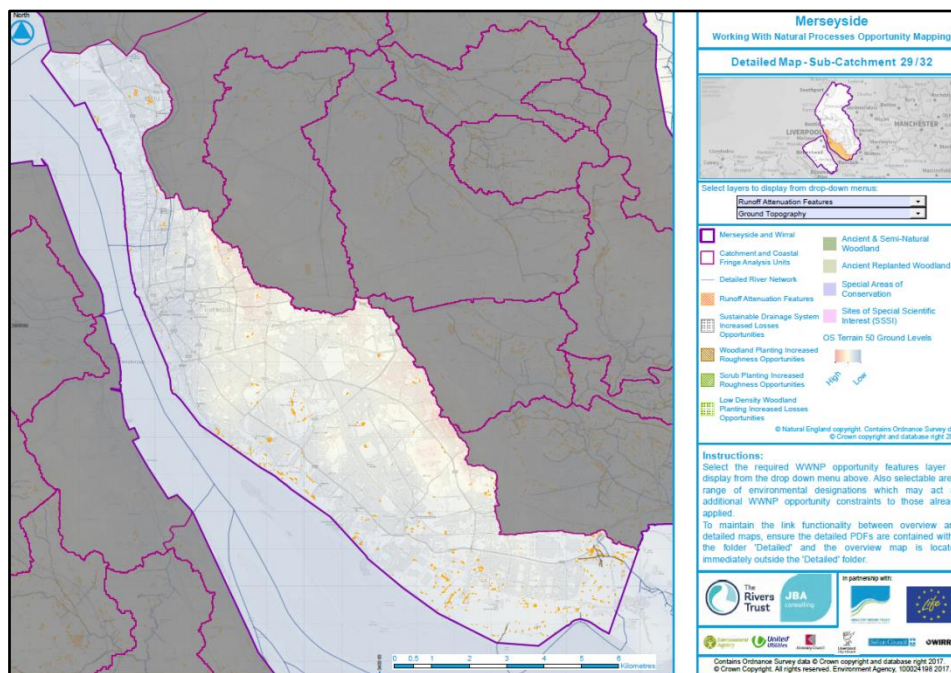 North
0 0.5 1 2 3 4 5 6
Kilometres
Merseyside
Working With Natural Processes Opportunity Mapping
Detailed Map - Sub-Catchment 29/32
Southport
LIVERPOOL
MANCHESTER
Select layers to display from drop-down menus:
Runoff Attenuation Features
Ground Topography
Merseyside and Wirral
Catchment and Coastal
Fringe Analysis Units
Detailed River Network
Runoff Attenuation Features
Sustainable Drainage System
Increased Losses
Opportunities
Woodland Planting Increased
Roughness Opportunities
Scrub Planting Increased
Roughness Opportunities
Low Density Woodland
Planting Increased Losses
Opportunities
Ancient & Semi-Natural
Woodland
Ancient Replanted Woodland
Special Areas of
Conservation
Sites of Special Scientific
Interest (SSSI)
OS Terrain 50 Ground Levels
High Low
© Natural England copyright. Contains Ordnance Survey d
© Crown copyright and database right 20
Instructions:
Select the required WWNP opportunity features layer
display from the drop down menu above. Also selectable are
range of environmental designations which may act
additional WWNP opportunity constraints to those alrea
applied.
To maintain the link functionality between overview an
detailed maps, ensure the detailed PDFs are contained with
the folder 'Detailed' and the overview map is locat
immediately outside the 'Detailed' folder.
The
Rivers
Trust
JBA
consulting
In partnership with:
Life
Environment
Agency
United
Utilities
WIRR
Contains Ordnance Survey data © Crown copyright and database right 2017.
© Crown Copyright. All rights reserved. Environment Agency, 100024198 2017.